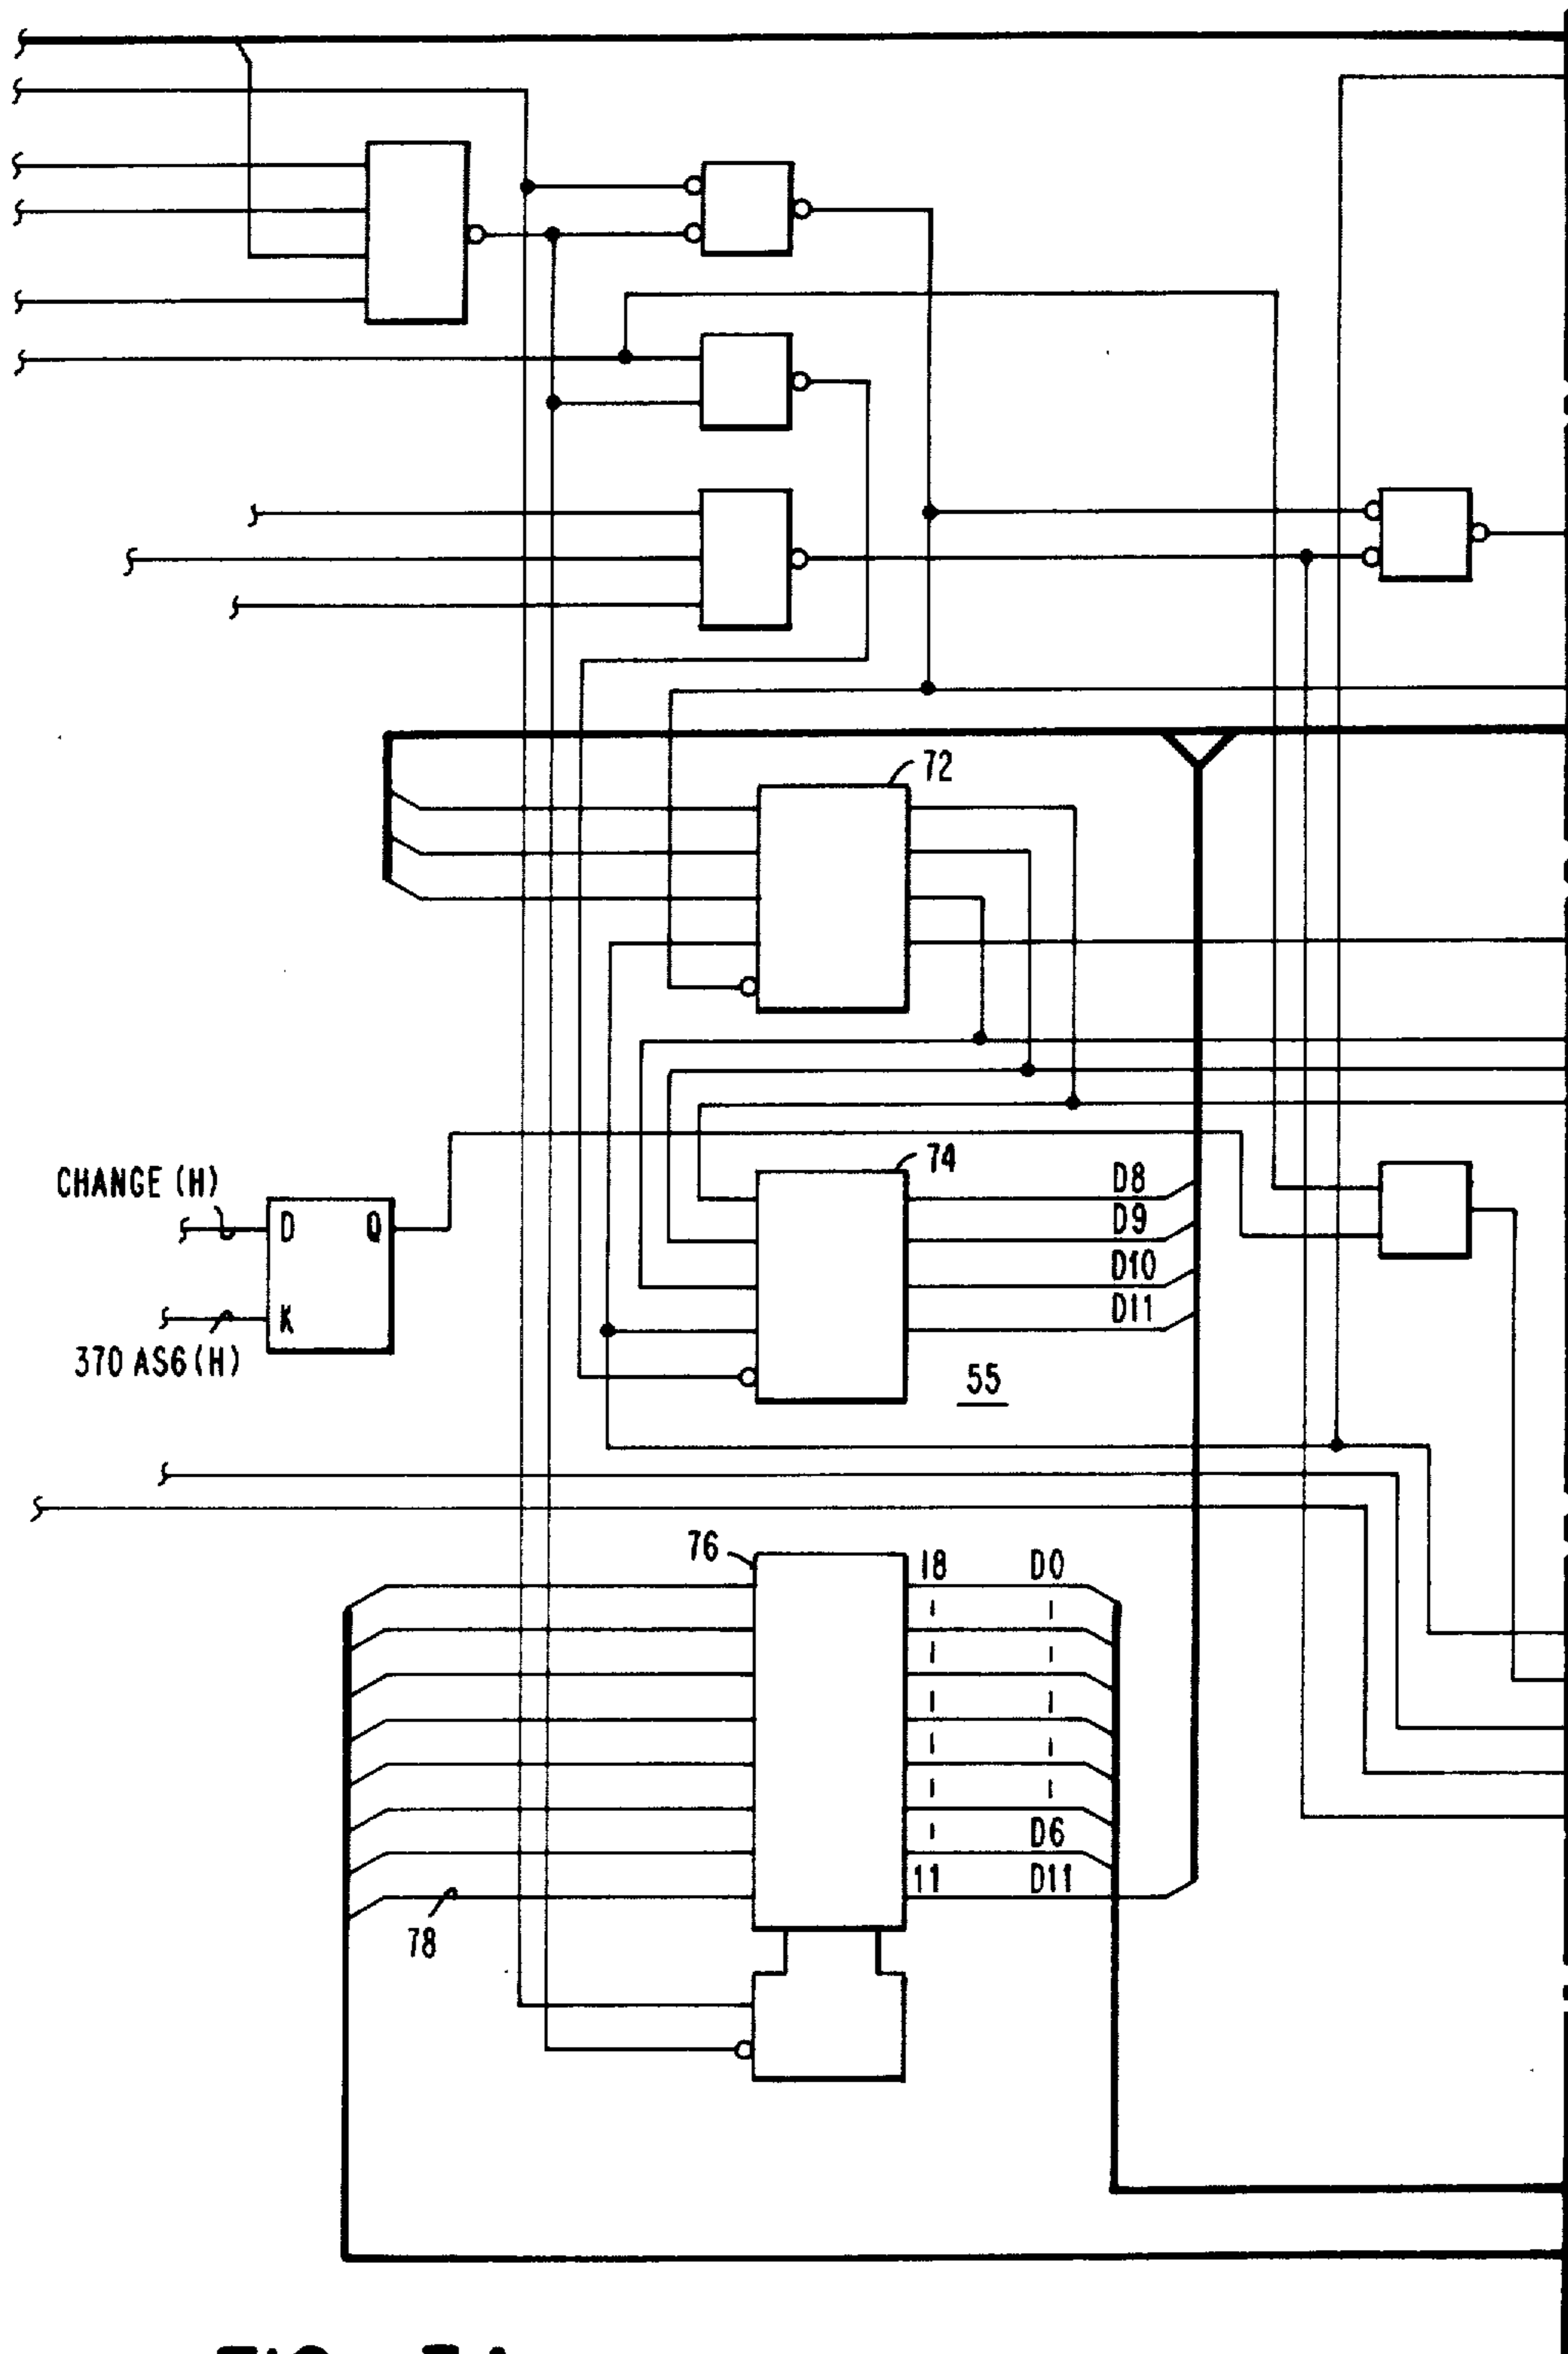 72
CHANGE (H)
D Q
K
370 AS6 (H)
74
D8
D9
D10
D11
55
76
18 D0
D6
11 D11
78